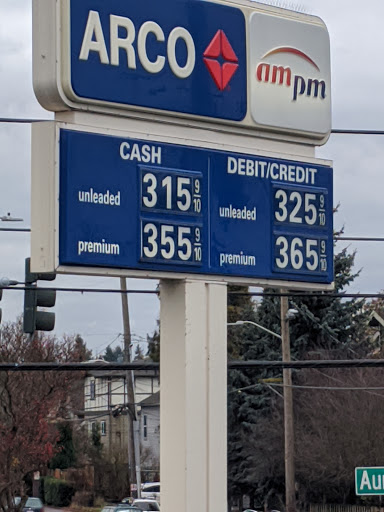 ARCO
ampm
CASH
unleaded 315 9/10
premium 355 9/10
DEBIT/CREDIT
unleaded 325 9/10
premium 365 9/10